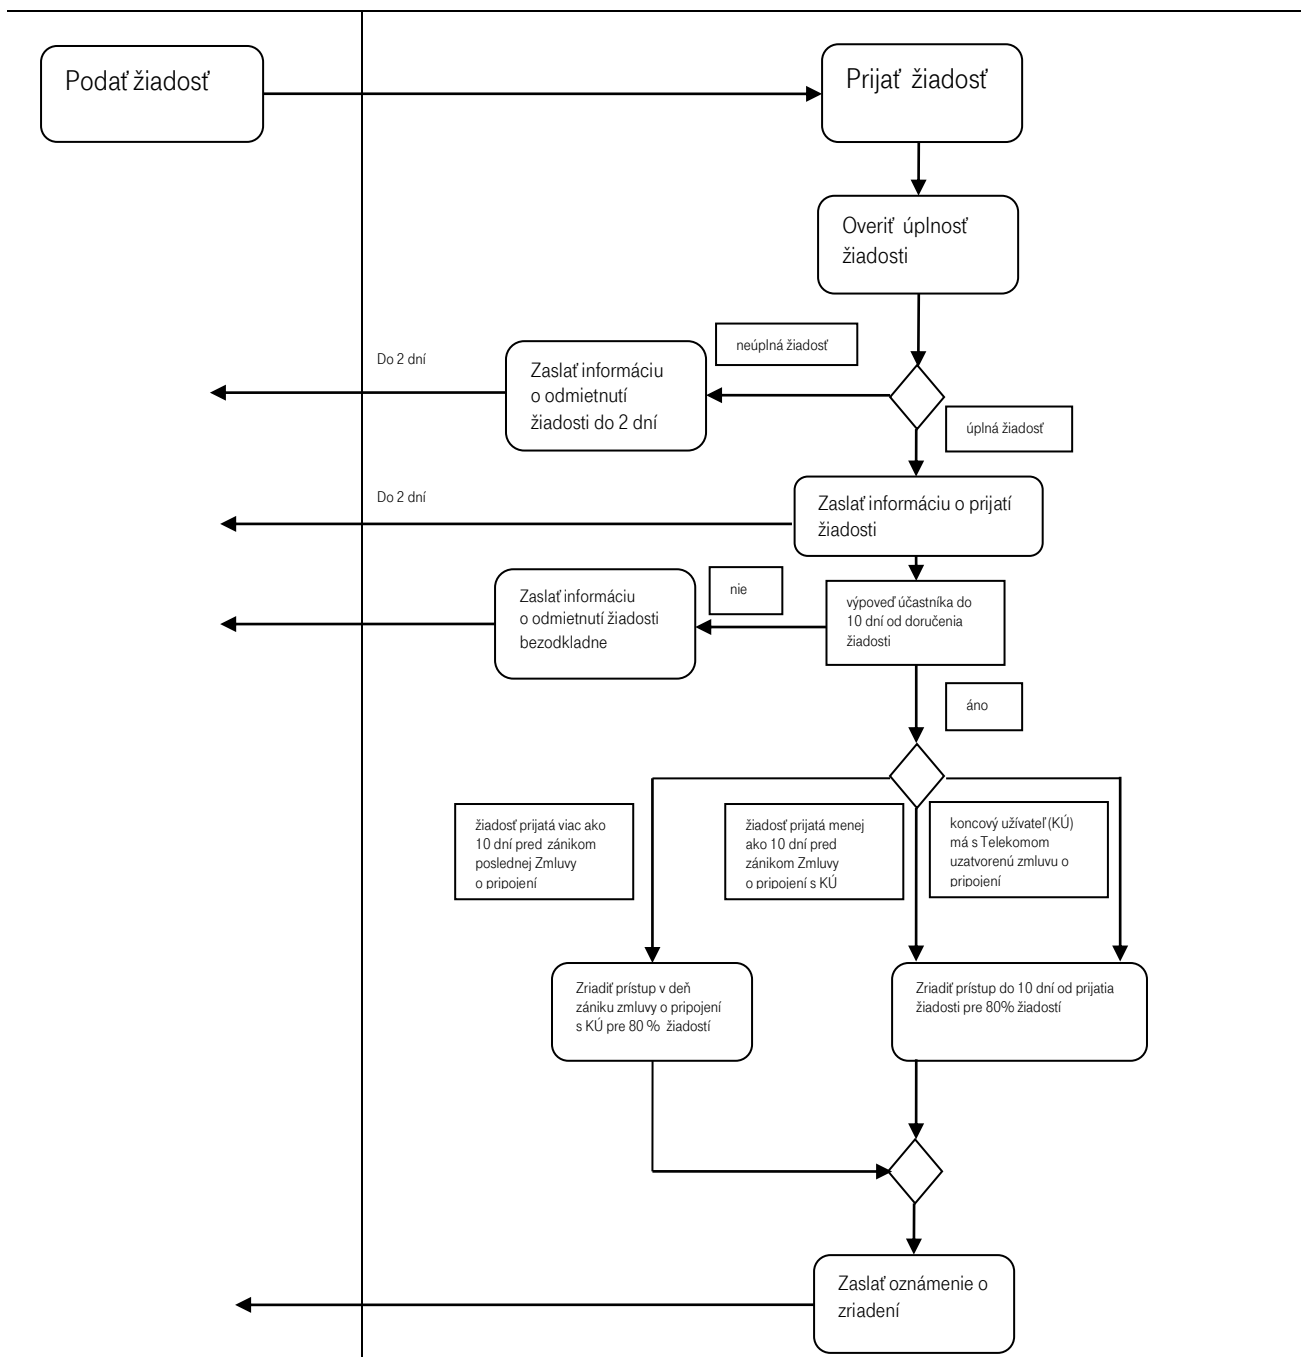 Podať žiadosť
Prijať žiadosť
Overiť úplnosť
žiadosti
neúplná žiadosť
Do 2 dní
Zaslať informáciu
o odmietnutí
žiadosti do 2 dní
úplná žiadosť
Do 2 dní
Zaslať informáciu o prijatí
žiadosti
nie
Zaslať informáciu
o odmietnutí žiadosti
bezodkladne
výpoveď účastníka do
10 dní od doručenia
žiadosti
áno
žiadosť prijatá viac ako
10 dní pred zánikom
poslednej Zmluvy
o pripojení
žiadosť prijatá menej
ako 10 dní pred
zánikom Zmluvy
o pripojení s KÚ
koncový užívateľ (KÚ)
má s Telekomom
uzatvorenú zmluvu o
pripojení
Zriadiť prístup v deň
zániku zmluvy o pripojení
s KÚ pre 80 % žiadostí
Zriadiť prístup do 10 dní od prijatia
žiadosti pre 80% žiadostí
Zaslať oznámenie o
zriadení